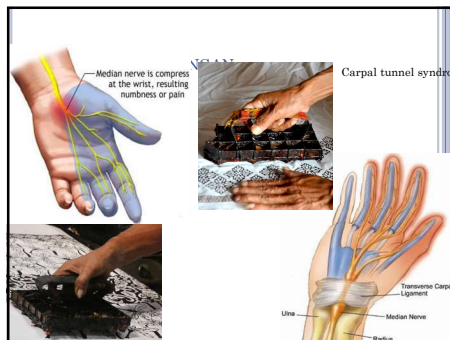 Median nerve is compress
at the wrist, resulting
numbness or pain
Carpal tunnel syndro
Transverse Carpal
Ligament
Ulna
Median Nerve
Radius